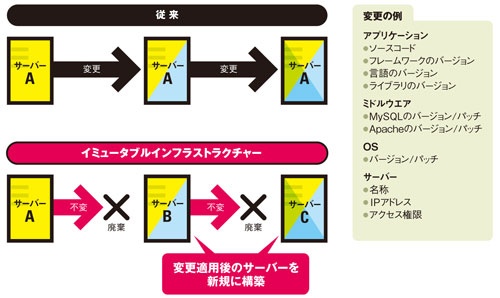 従来
サーバー
A
変更
サーバー
A
変更
サーバー
A
イミュータブルインフラストラクチャー
サーバー
A
不変
廃棄
サーバー
B
不変
廃棄
サーバー
C
変更適用後のサーバーを
新規に構築
変更の例
アプリケーション
●ソースコード
●フレームワークのバージョン
●言語のバージョン
●ライブラリのバージョン
ミドルウエア
●MySQLのバージョン/パッチ
●Apacheのバージョン/パッチ
OS
●バージョン/パッチ
サーバー
●名称
●IPアドレス
●アクセス権限